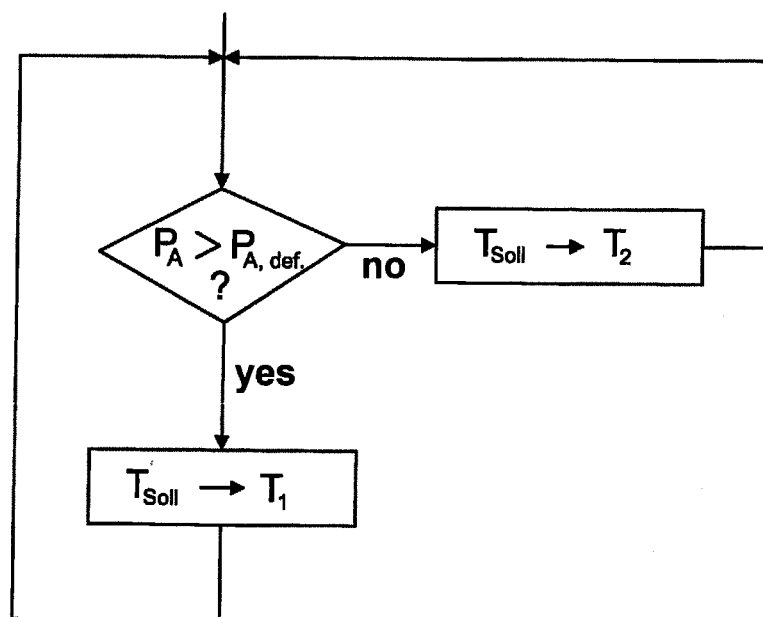 P_A > P_A, def.
?
no
T_Soll → T_2
yes
T_Soll → T_1